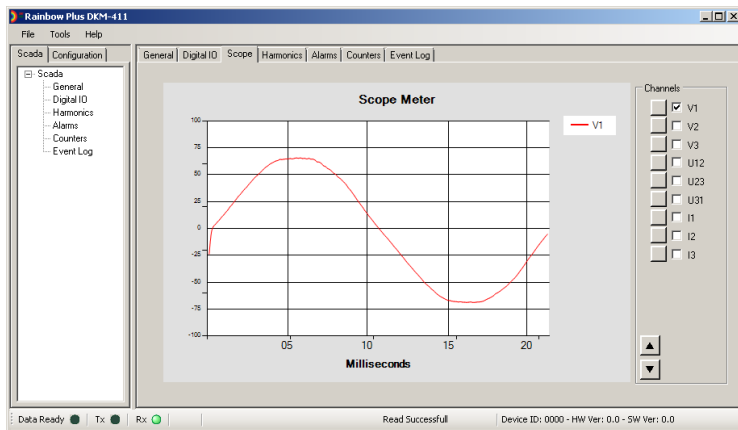 Rainbow Plus DKM-411
File Tools Help
Scada Configuration
General Digital IO Scope Harmonics Alarms Counters Event Log
Scada
General
Digital IO
Harmonics
Alarms
Counters
Event Log
Scope Meter
V1
100
75
50
25
0
-25
-50
-75
-100
05 10 15 20
Milliseconds
Channels
V1
V2
V3
U12
U23
U31
I1
I2
I3
Data Ready Tx Rx Read Successfull Device ID: 0000 - HW Ver: 0.0 - SW Ver: 0.0